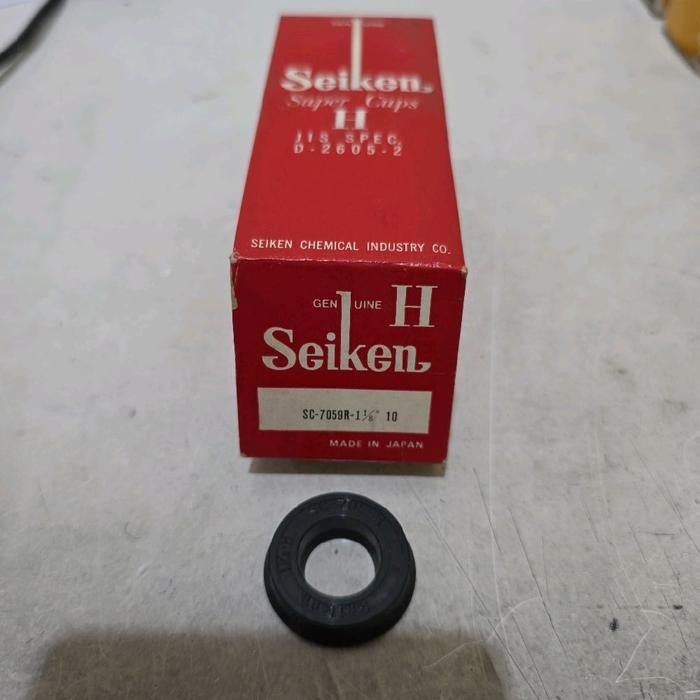 Seiken
Super Cups
H
JIS SPEC.
D-2605-2
SEIKEN CHEMICAL INDUSTRY CO.
GENUINE H
Seiken
SC-7059R-1⅛" 10
MADE IN JAPAN
Seiken